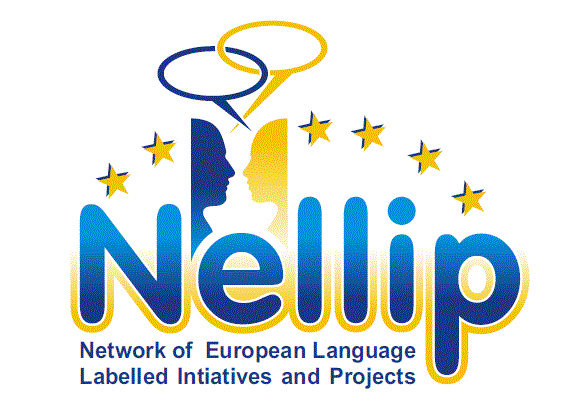 Nellip
Network of European Language
Labelled Intiatives and Projects